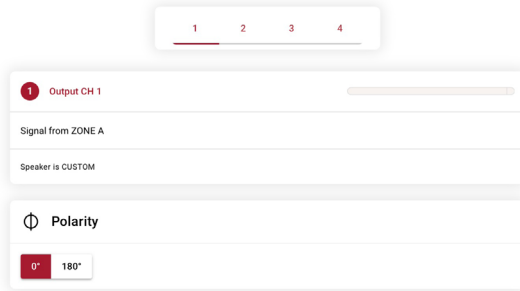 1 2 3 4
1 Output CH 1
Signal from ZONE A
Speaker is CUSTOM
Polarity
0° 180°